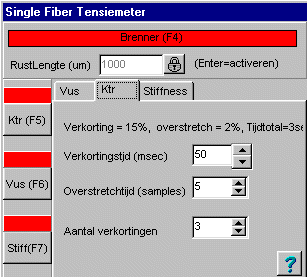 Single Fiber Tensiemeter
Brenner (F4)
RustLengte (um) 1000 (Enter=activeren)
Vus Ktr Stiffness
Ktr (F5)
Verkorting = 15%, overstretch = 2%, Tijdtotal=3se
Verkortingstjd (msec) 50
Vus (F6)
Overstretchtijd (samples) 5
Aantal verkortingen 3
Stiff(F7)
?